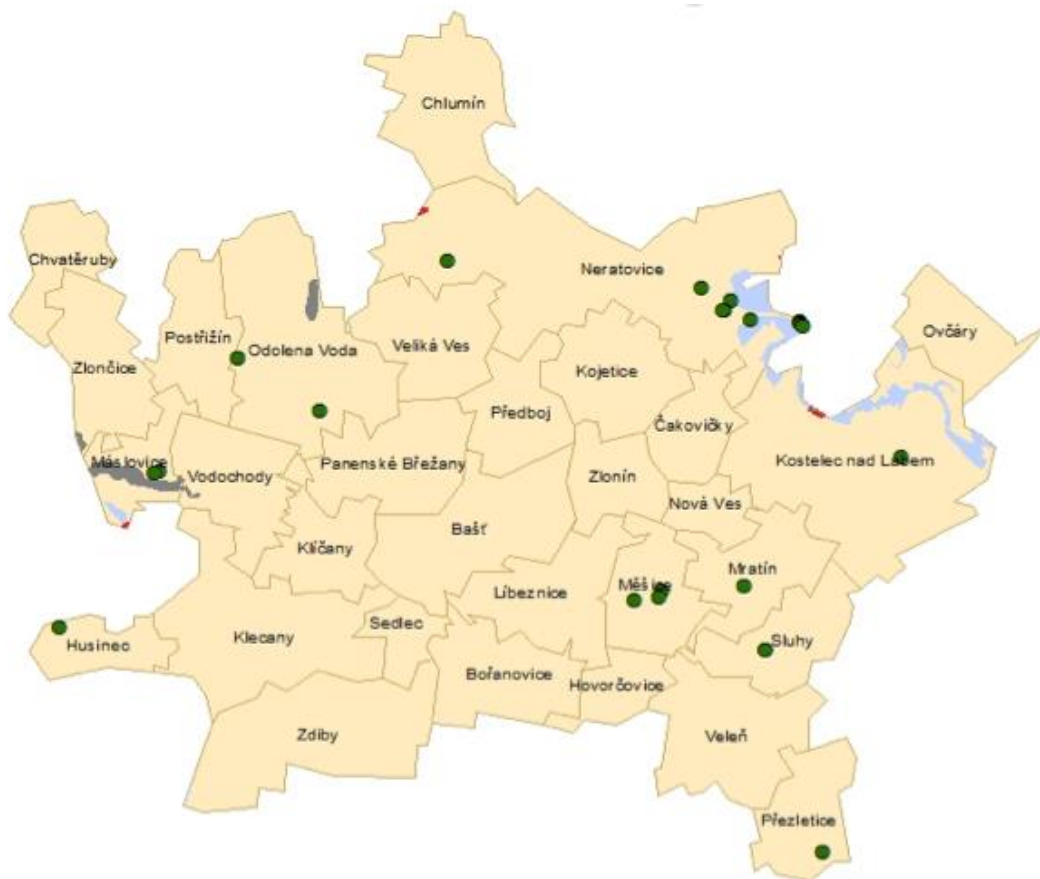 Chlumín
Chvatěruby
Neratovice
Ovčáry
Postřižín
Odolena Voda
Veliká Ves
Zlončice
Kojetice
Předboj
Čakovičky
Máslovice
Vodochody
Panenské Břežany
Zlonín
Kostelec nad Labem
Nová Ves
Bašť
Klíčany
Líbeznice
Měšice
Mratín
Sedlec
Husinec
Klecany
Sluhy
Bořanovice
Hovorčovice
Zdiby
Veleň
Přezletice